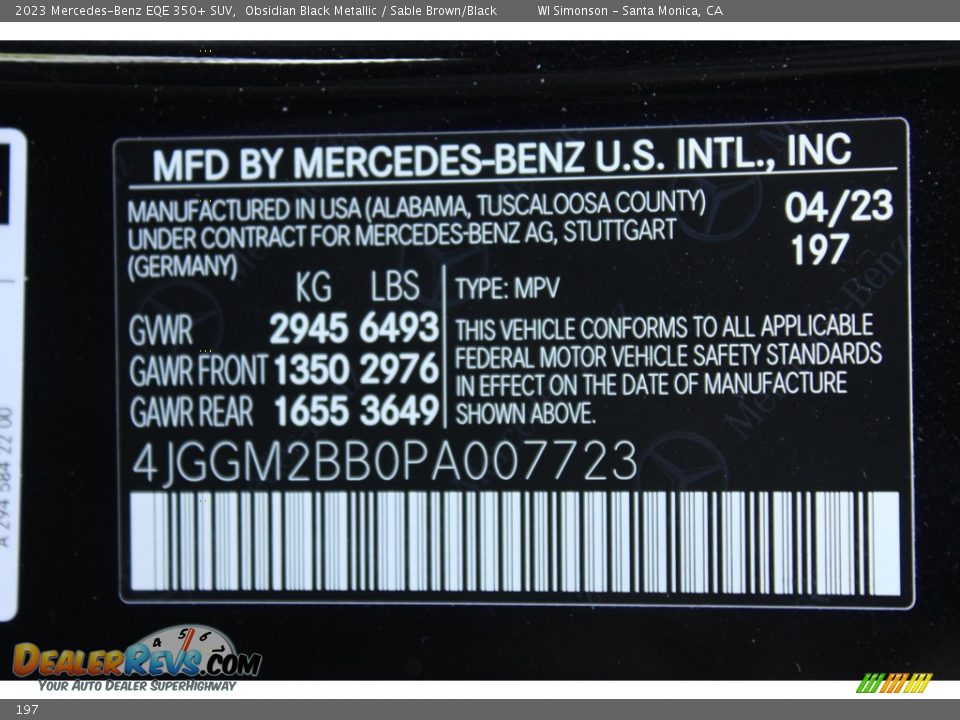 2023 Mercedes-Benz EQE 350+ SUV, Obsidian Black Metallic / Sable Brown/Black WI Simonson - Santa Monica, CA
MFD BY MERCEDES-BENZ U.S. INTL., INC
MANUFACTURED IN USA (ALABAMA, TUSCALOOSA COUNTY) 04/23
UNDER CONTRACT FOR MERCEDES-BENZ AG, STUTTGART 197
(GERMANY)
KG LBS
GVWR 2945 6493
GAWR FRONT 1350 2976
GAWR REAR 1655 3649
TYPE: MPV
THIS VEHICLE CONFORMS TO ALL APPLICABLE
FEDERAL MOTOR VEHICLE SAFETY STANDARDS
IN EFFECT ON THE DATE OF MANUFACTURE
SHOWN ABOVE.
4JGGM2BB0PA007723
A 294 584 22 00
4 5 6
DEALERREVS.COM
YOUR AUTO DEALER SUPERHIGHWAY
197